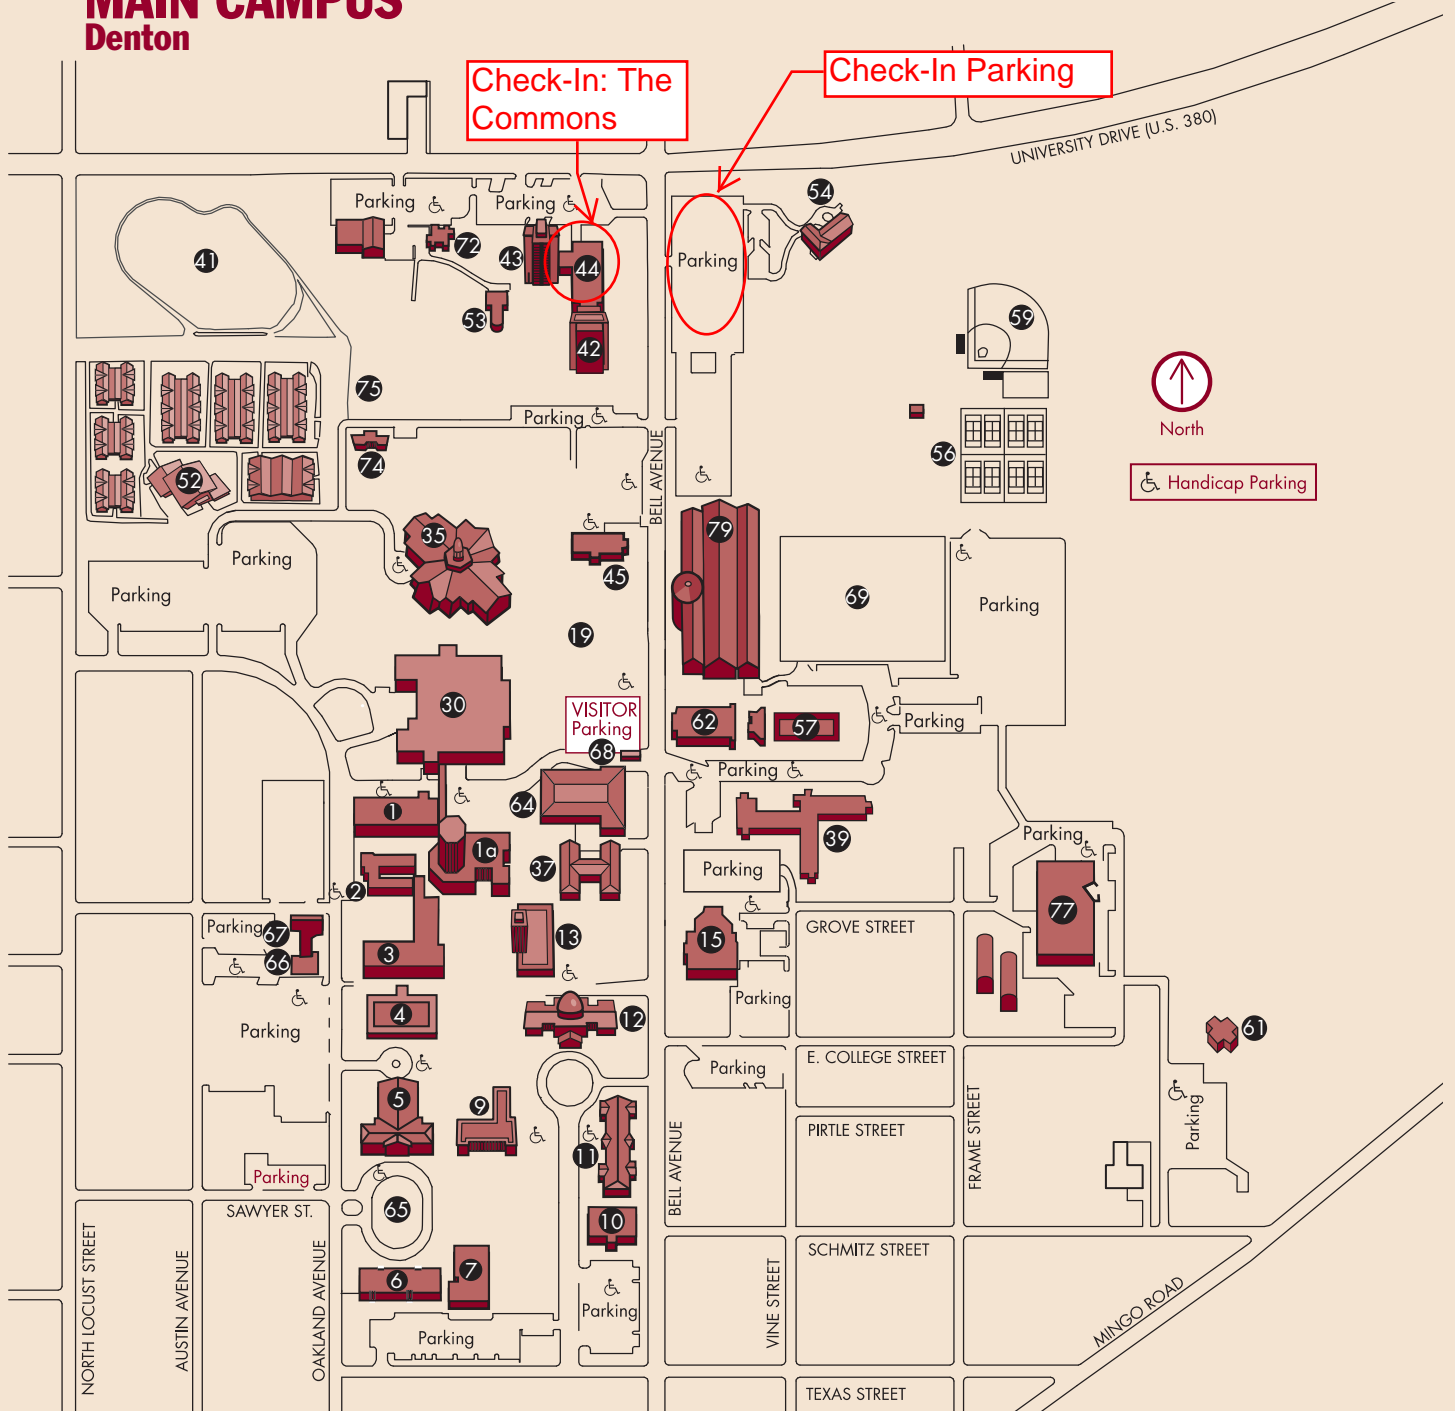 MAIN CAMPUS
Denton
Check-In: The
Commons
Check-In Parking
UNIVERSITY DRIVE (U.S. 380)
54
Parking
Parking
41
72
43
44
Parking
53
59
42
North
75
Parking
56
74
52
BELL AVENUE
Handicap Parking
35
79
45
Parking
Parking
69
Parking
19
30
VISITOR
Parking
68
62
57
Parking
Parking
1
64
39
Parking
1a
37
2
Parking
77
Parking
67
66
3
13
15
GROVE STREET
Parking
4
12
Parking
61
5
Parking
E. COLLEGE STREET
9
11
PIRTLE STREET
FRAME STREET
Parking
Parking
BELL AVENUE
65
SAWYER ST.
10
SCHMITZ STREET
NORTH LOCUST STREET
AUSTIN AVENUE
OAKLAND AVENUE
6
7
Parking
Parking
VINE STREET
MINGO ROAD
TEXAS STREET